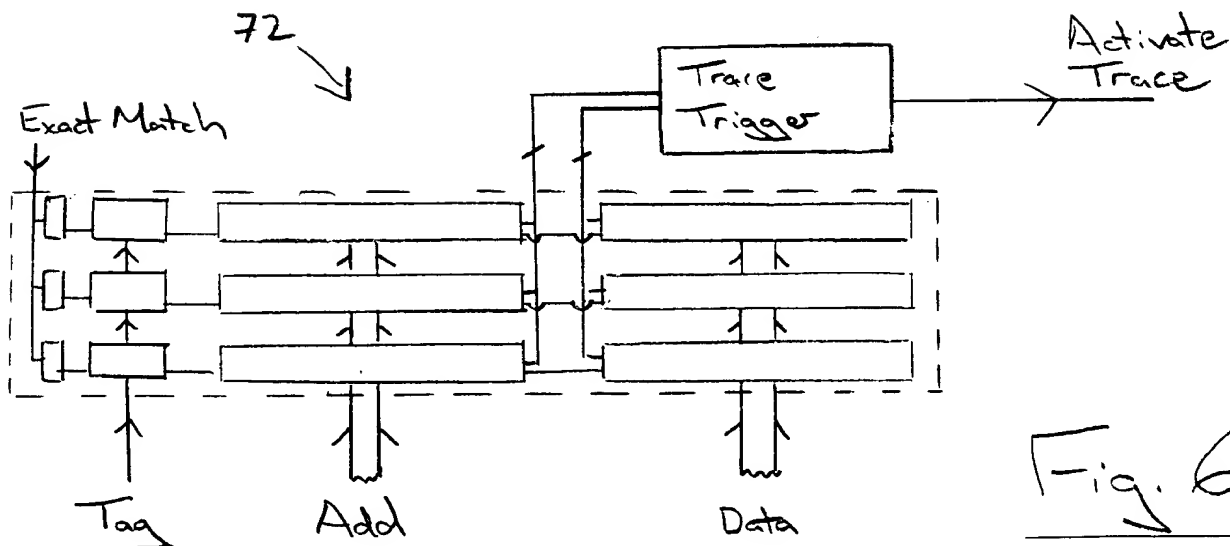 72
Activate
Trace
Trace
Trigger
Exact Match
Tag
Add
Data
Fig. 6